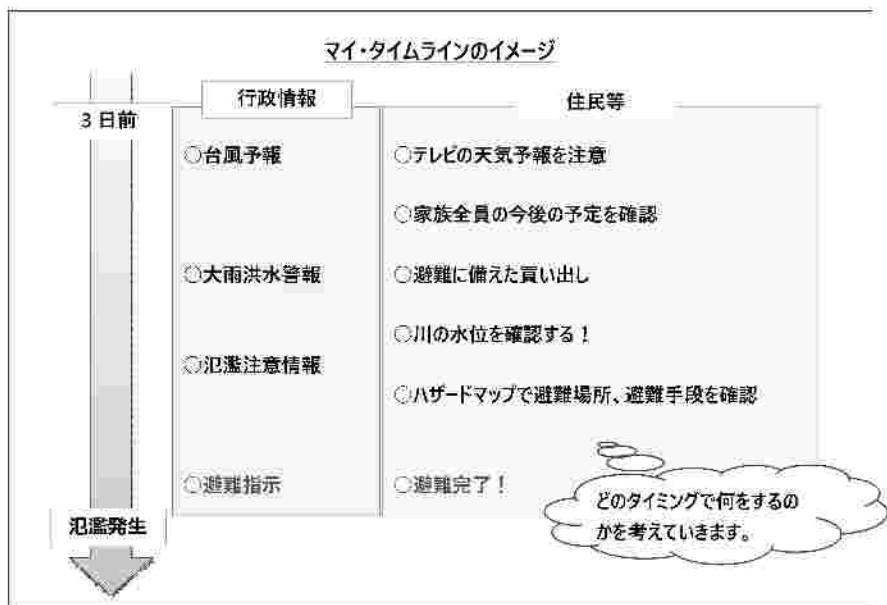 マイ・タイムラインのイメージ
行政情報
住民等
3日前
○台風予報
○テレビの天気予報を注意
○家族全員の今後の予定を確認
○大雨洪水警報
○避難に備えた買い出し
○川の水位を確認する！
○氾濫注意情報
○ハザードマップで避難場所、避難手段を確認
○避難指示
○避難完了！
どのタイミングで何をするの
かを考えていきます。
氾濫発生